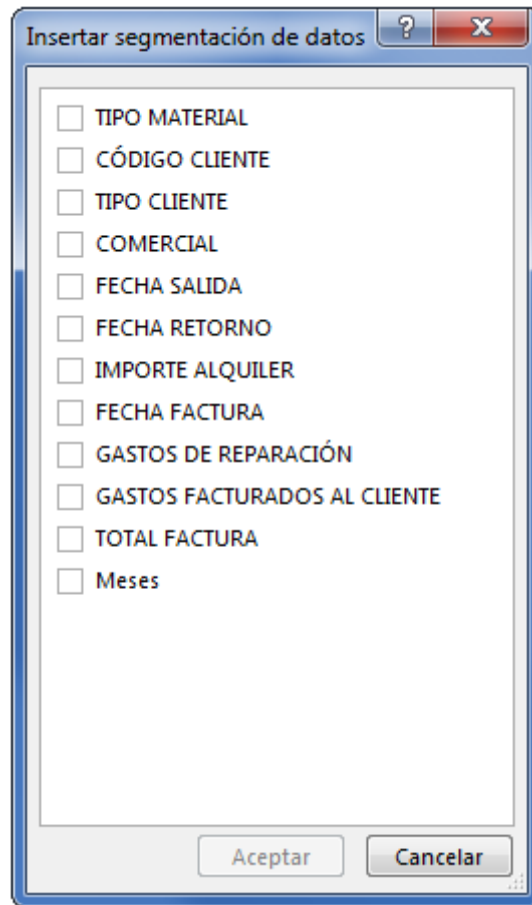 Insertar segmentación de datos ?
TIPO MATERIAL
CÓDIGO CLIENTE
TIPO CLIENTE
COMERCIAL
FECHA SALIDA
FECHA RETORNO
IMPORTE ALQUILER
FECHA FACTURA
GASTOS DE REPARACIÓN
GASTOS FACTURADOS AL CLIENTE
TOTAL FACTURA
Meses
Aceptar Cancelar